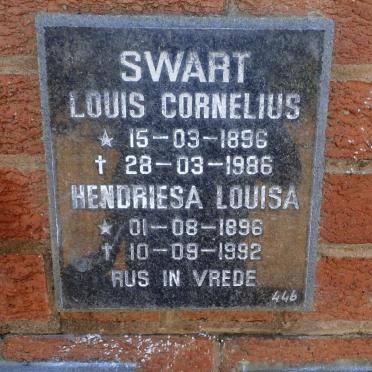 SWART
LOUIS CORNELIUS
★ 15-03-1896
† 28-03-1986
HENDRIESA LOUISA
★ 01-08-1896
† 10-09-1992
RUS IN VREDE
446